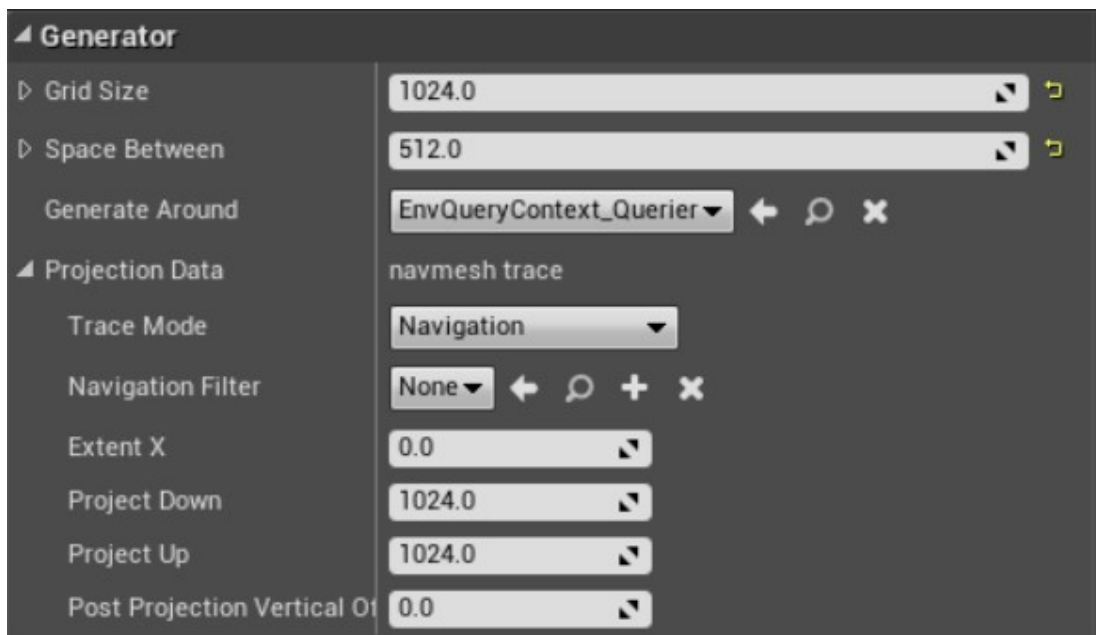 Generator
Grid Size 1024.0
Space Between 512.0
Generate Around EnvQueryContext_Querier
Projection Data navmesh trace
Trace Mode Navigation
Navigation Filter None
Extent X 0.0
Project Down 1024.0
Project Up 1024.0
Post Projection Vertical Of 0.0